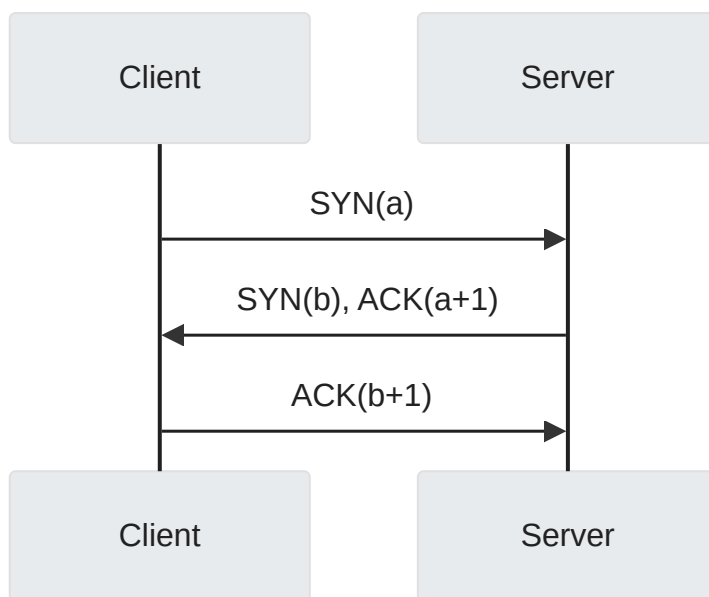 Client
Server
SYN(a)
SYN(b), ACK(a+1)
ACK(b+1)
Client
Server